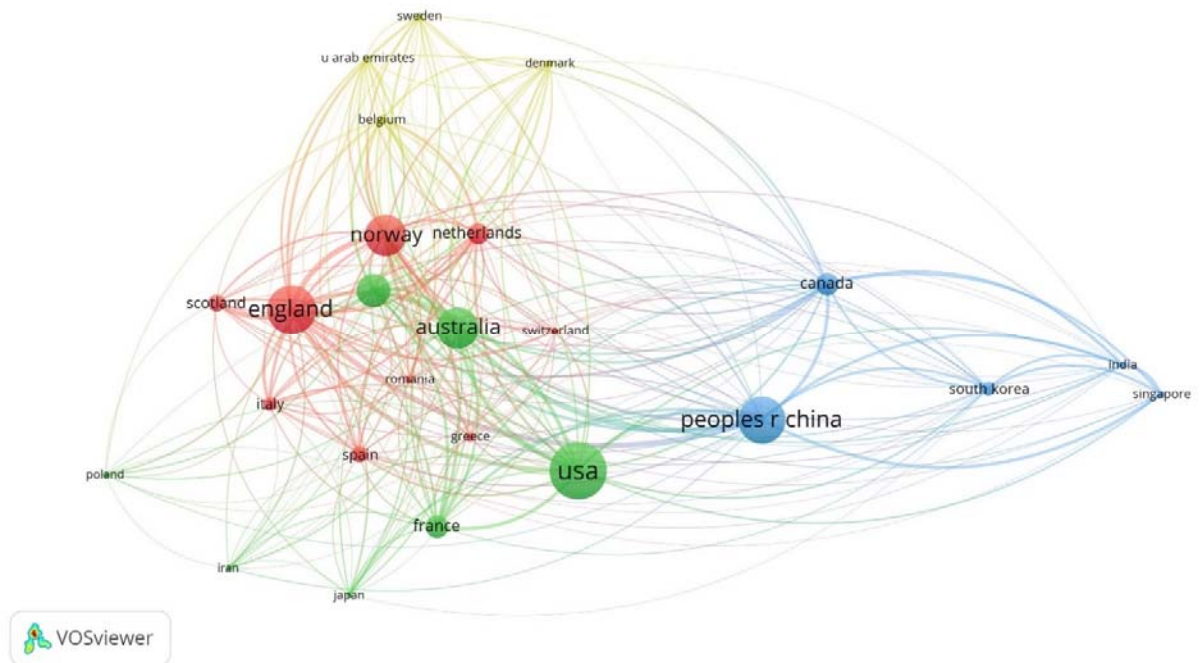 sweden
u arab emirates
denmark
belgium
norway
netherlands
canada
scotland
england
australia
switzerland
india
romania
south korea
singapore
italy
peoples r china
greece
spain
usa
poland
france
iran
japan
VOSviewer